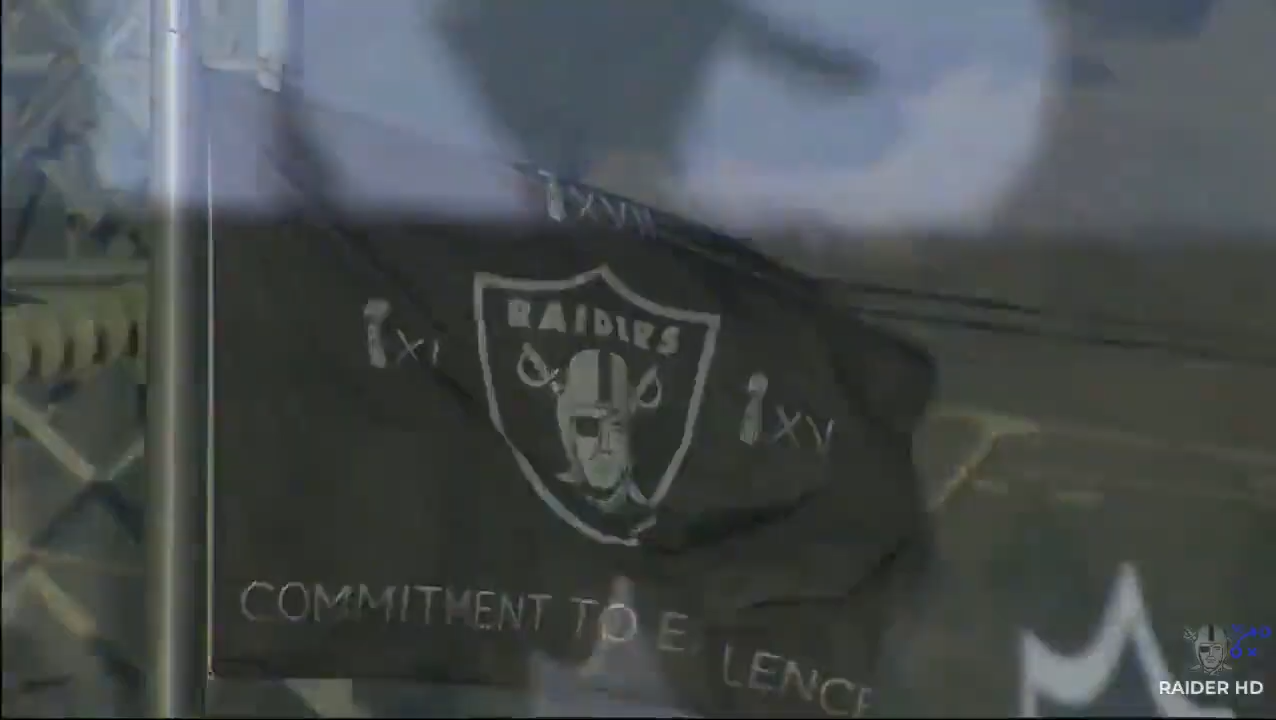 XVIII
RAIDERS
XI
XV
COMMITMENT TO E LENCE
RAIDER HD